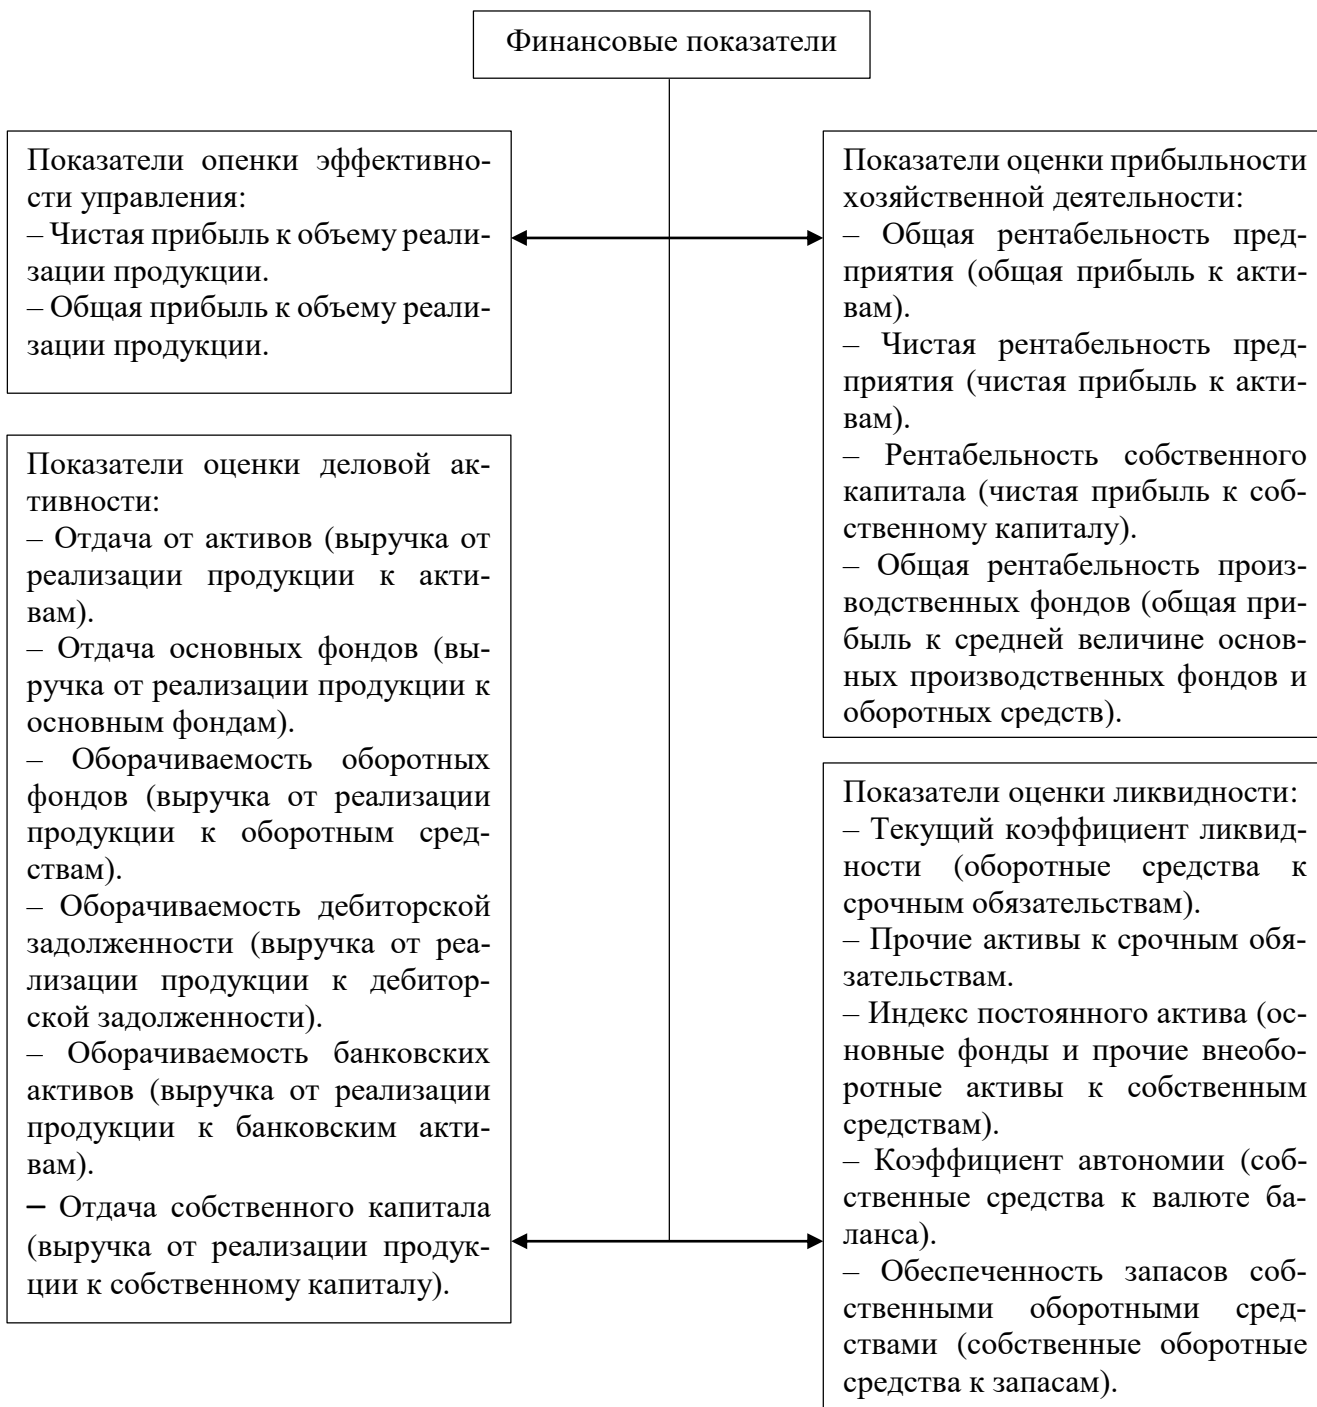 Финансовые показатели
Показатели опенки эффективно-
сти управления:
– Чистая прибыль к объему реали-
зации продукции.
– Общая прибыль к объему реали-
зации продукции.
Показатели оценки деловой ак-
тивности:
– Отдача от активов (выручка от
реализации продукции к акти-
вам).
– Отдача основных фондов (вы-
ручка от реализации продукции к
основным фондам).
– Оборачиваемость оборотных
фондов (выручка от реализации
продукции к оборотным сред-
ствам).
– Оборачиваемость дебиторской
задолженности (выручка от реа-
лизации продукции к дебитор-
ской задолженности).
– Оборачиваемость банковских
активов (выручка от реализации
продукции к банковским акти-
вам).
– Отдача собственного капитала
(выручка от реализации продук-
ции к собственному капиталу).
Показатели оценки прибыльности
хозяйственной деятельности:
– Общая рентабельность пред-
приятия (общая прибыль к акти-
вам).
– Чистая рентабельность пред-
приятия (чистая прибыль к акти-
вам).
– Рентабельность собственного
капитала (чистая прибыль к соб-
ственному капиталу).
– Общая рентабельность произ-
водственных фондов (общая при-
быль к средней величине основ-
ных производственных фондов и
оборотных средств).
Показатели оценки ликвидности:
– Текущий коэффициент ликвид-
ности (оборотные средства к
срочным обязательствам).
– Прочие активы к срочным обя-
зательствам.
– Индекс постоянного актива (ос-
новные фонды и прочие внеобо-
ротные активы к собственным
средствам).
– Коэффициент автономии (соб-
ственные средства к валюте ба-
ланса).
– Обеспеченность запасов соб-
ственными оборотными сред-
ствами (собственные оборотные
средства к запасам).